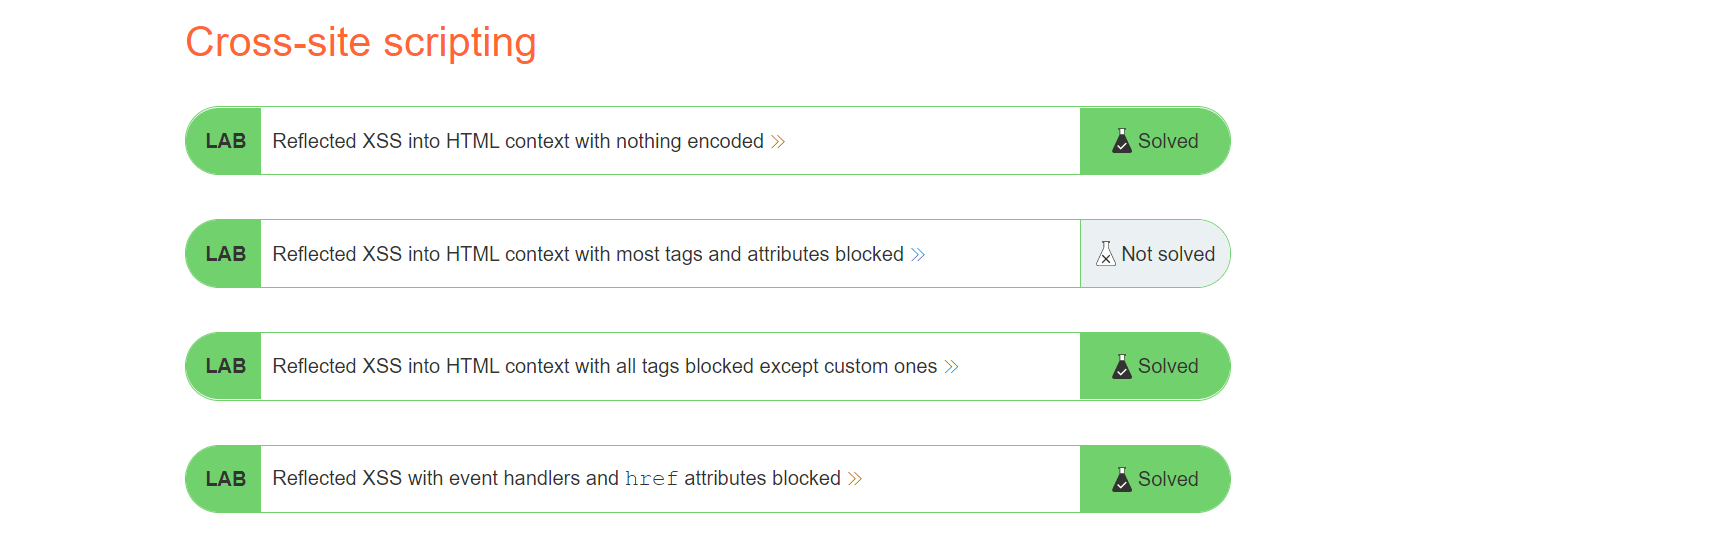 Cross-site scripting
LAB Reflected XSS into HTML context with nothing encoded Solved
LAB Reflected XSS into HTML context with most tags and attributes blocked Not solved
LAB Reflected XSS into HTML context with all tags blocked except custom ones Solved
LAB Reflected XSS with event handlers and href attributes blocked Solved